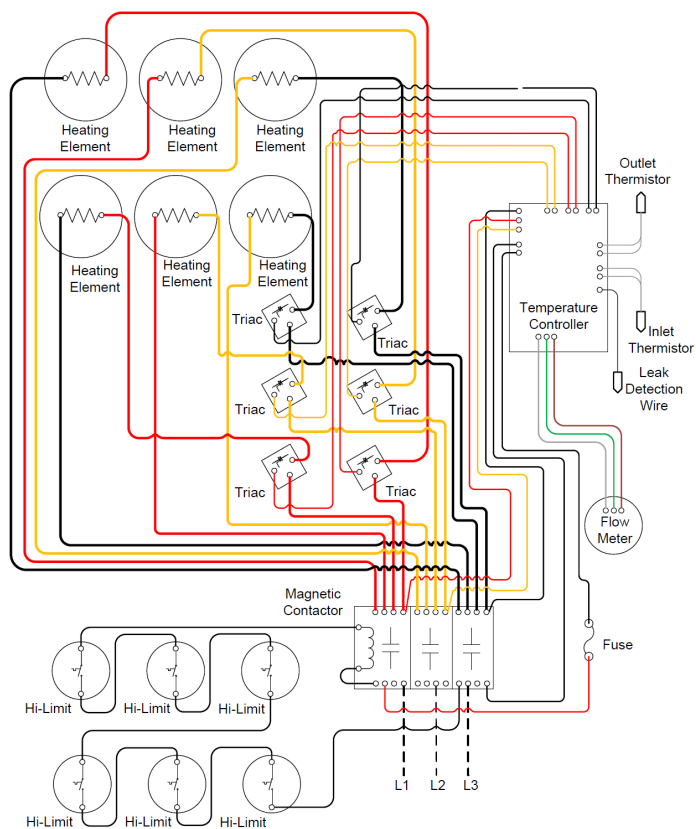 Heating
Element
Heating
Element
Heating
Element
Outlet
Thermistor
Heating
Element
Heating
Element
Heating
Element
Triac
Triac
Temperature
Controller
Inlet
Thermistor
Leak
Detection
Wire
Triac
Triac
Triac
Triac
Flow
Meter
Magnetic
Contactor
Fuse
Hi-Limit
Hi-Limit
Hi-Limit
L1
L2
L3
Hi-Limit
Hi-Limit
Hi-Limit